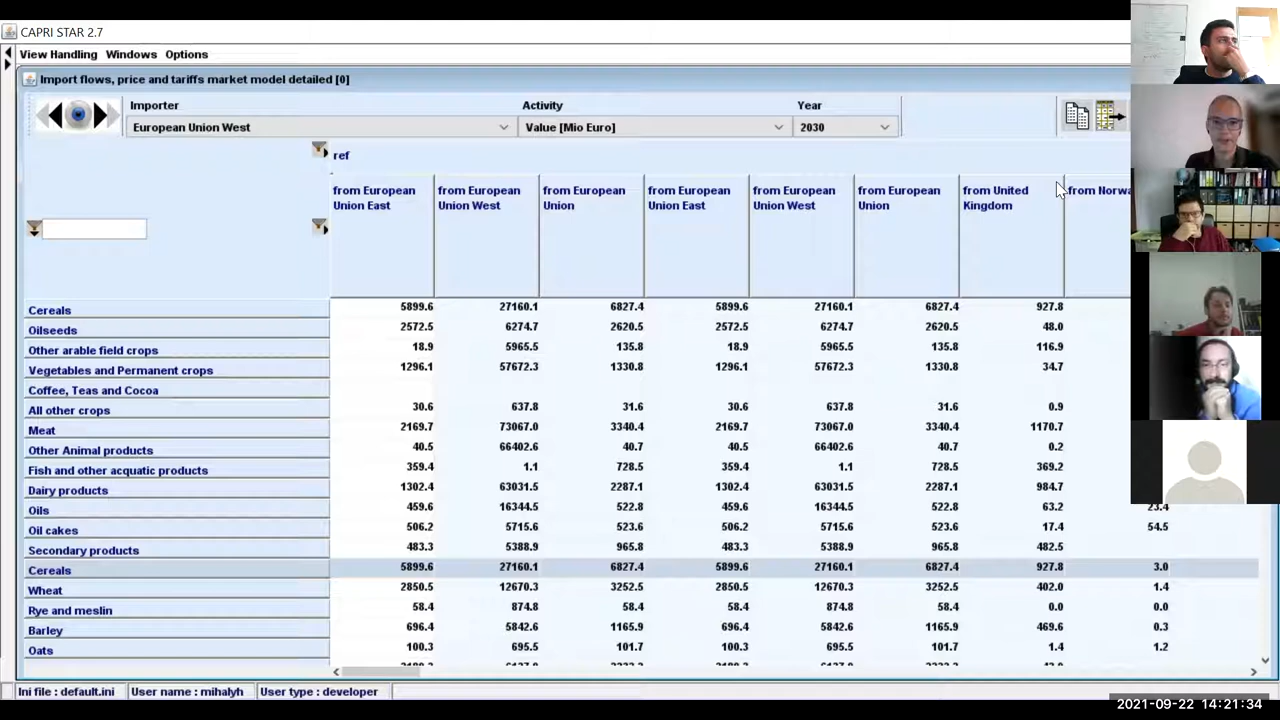 CAPRI STAR 2.7
View Handling Windows Options
Import flows, price and tariffs market model detailed [0]
Importer Activity Year
European Union West Value [Mio Euro] 2030
ref
from European Union East from European Union West from European Union from European Union East from European Union West from European Union from United Kingdom from Norwa
Cereals 5899.6 27160.1 6827.4 5899.6 27160.1 6827.4 927.8
Oilseeds 2572.5 6274.7 2620.5 2572.5 6274.7 2620.5 48.0
Other arable field crops 18.9 5965.5 135.8 18.9 5965.5 135.8 116.9
Vegetables and Permanent crops 1296.1 57672.3 1330.8 1296.1 57672.3 1330.8 34.7
Coffee, Teas and Cocoa
All other crops 30.6 637.8 31.6 30.6 637.8 31.6 0.9
Meat 2169.7 73067.0 3340.4 2169.7 73067.0 3340.4 1170.7
Other Animal products 40.5 66402.6 40.7 40.5 66402.6 40.7 0.2
Fish and other acquatic products 359.4 1.1 728.5 359.4 1.1 728.5 369.2
Dairy products 1302.4 63031.5 2287.1 1302.4 63031.5 2287.1 984.7
Oils 459.6 16344.5 522.8 459.6 16344.5 522.8 63.2 23.4
Oil cakes 506.2 5715.6 523.6 506.2 5715.6 523.6 17.4 54.5
Secondary products 483.3 5388.9 965.8 483.3 5388.9 965.8 482.5
Cereals 5899.6 27160.1 6827.4 5899.6 27160.1 6827.4 927.8 3.0
Wheat 2850.5 12670.3 3252.5 2850.5 12670.3 3252.5 402.0 1.4
Rye and meslin 58.4 874.8 58.4 58.4 874.8 58.4 0.0 0.0
Barley 696.4 5842.6 1165.9 696.4 5842.6 1165.9 469.6 0.3
Oats 100.3 695.5 101.7 100.3 695.5 101.7 1.4 1.2
Ini file : default.ini User name : mihalyh User type : developer
2021-09-22 14:21:34